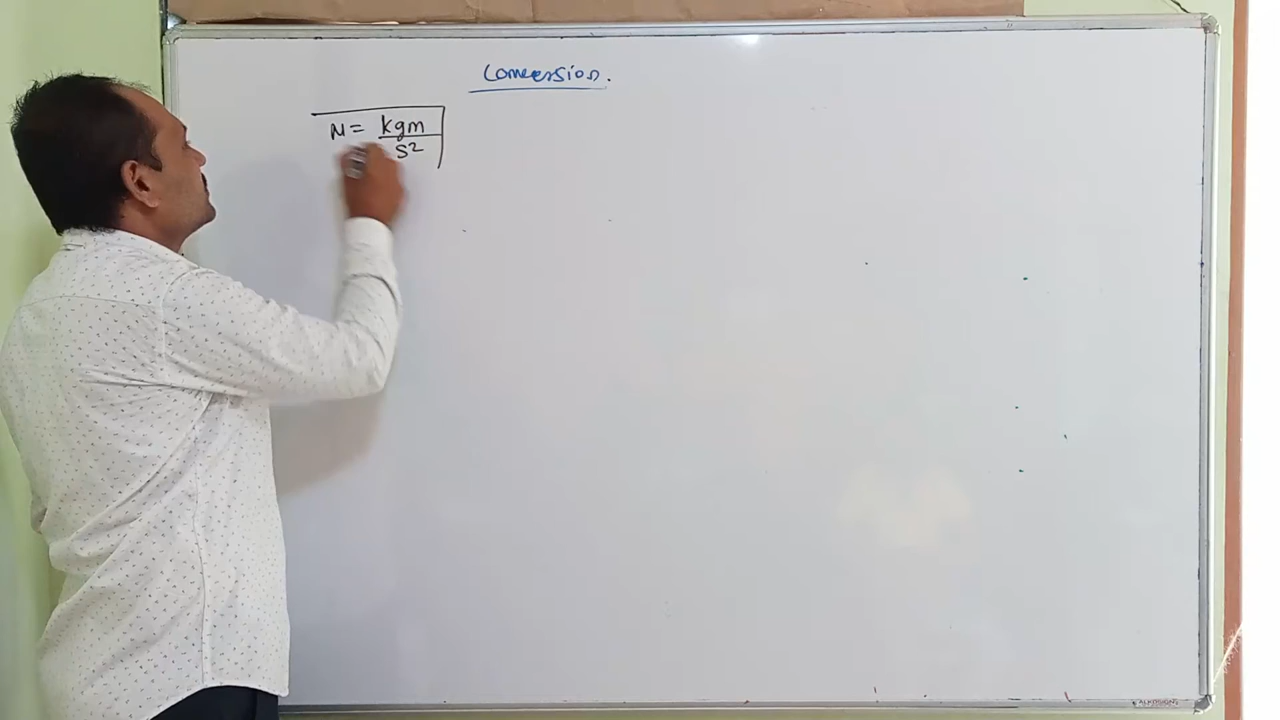 Conversion.
N = kgm
s²